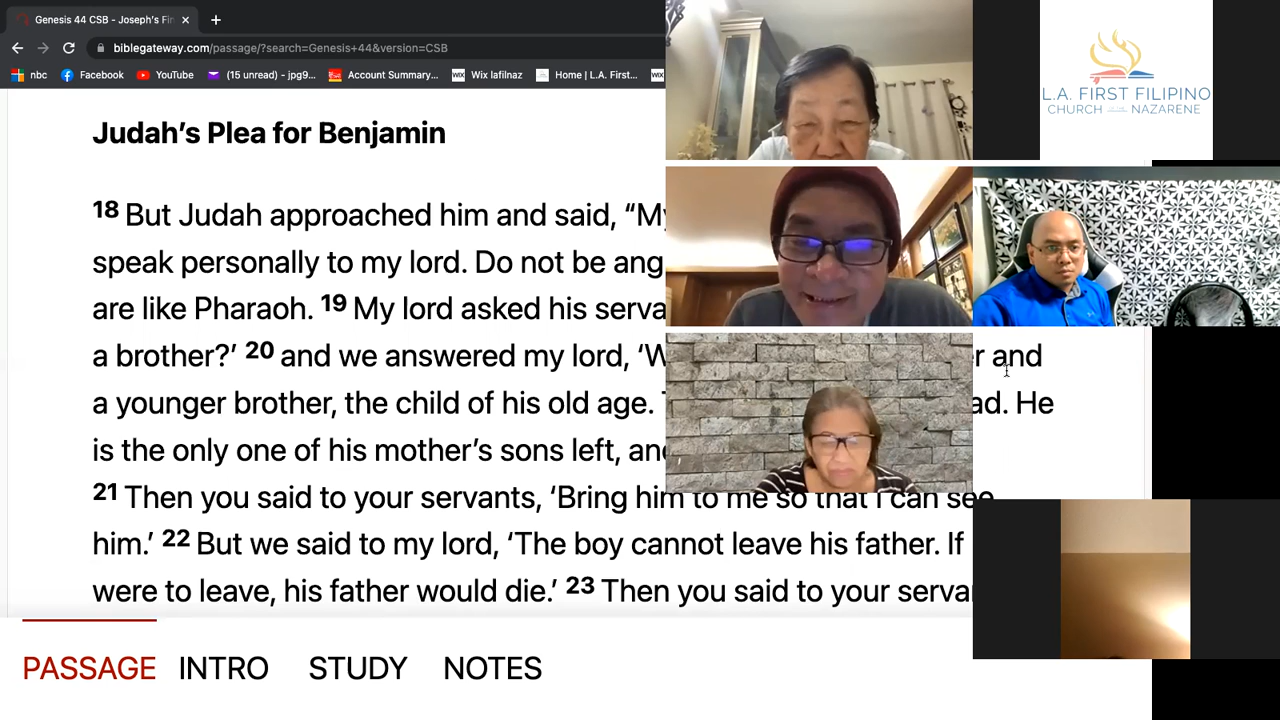 Genesis 44 CSB - Joseph's Fin
biblegateway.com/passage/?search=Genesis+44&version=CSB
nbc
Facebook
YouTube
(15 unread) - jpg9...
Account Summary...
Wix lafilnaz
Home | L.A. First...
L.A. FIRST FILIPINO
CHURCH OF THE NAZARENE
Judah’s Plea for Benjamin
18 But Judah approached him and said, “My
speak personally to my lord. Do not be ang
are like Pharaoh. 19 My lord asked his serva
a brother?’ 20 and we answered my lord, ‘W r and
a younger brother, the child of his old age. ad. He
is the only one of his mother’s sons left, and
21 Then you said to your servants, ‘Bring him to me so that I can see
him.’ 22 But we said to my lord, ‘The boy cannot leave his father. If
were to leave, his father would die.’ 23 Then you said to your servan
PASSAGE INTRO STUDY NOTES